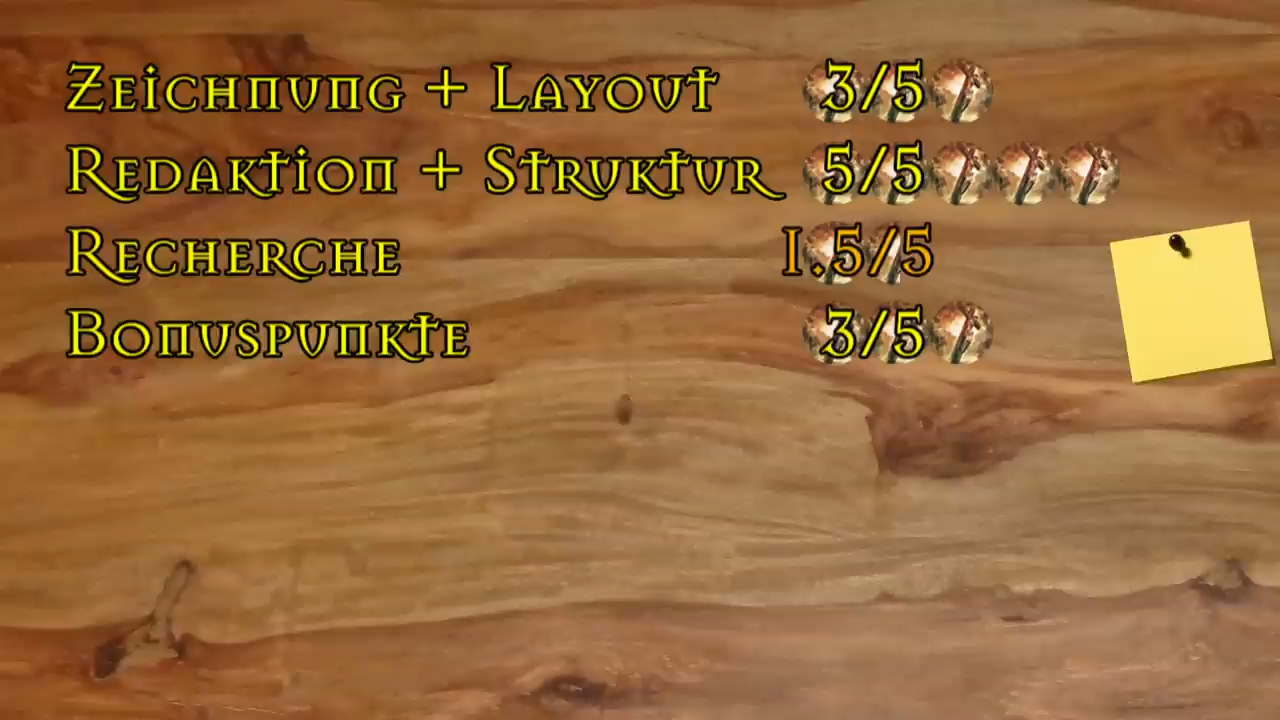 Zeichnung + Layout 3/5
Redaktion + Struktur 5/5
Recherche 1.5/5
Bonuspunkte 3/5